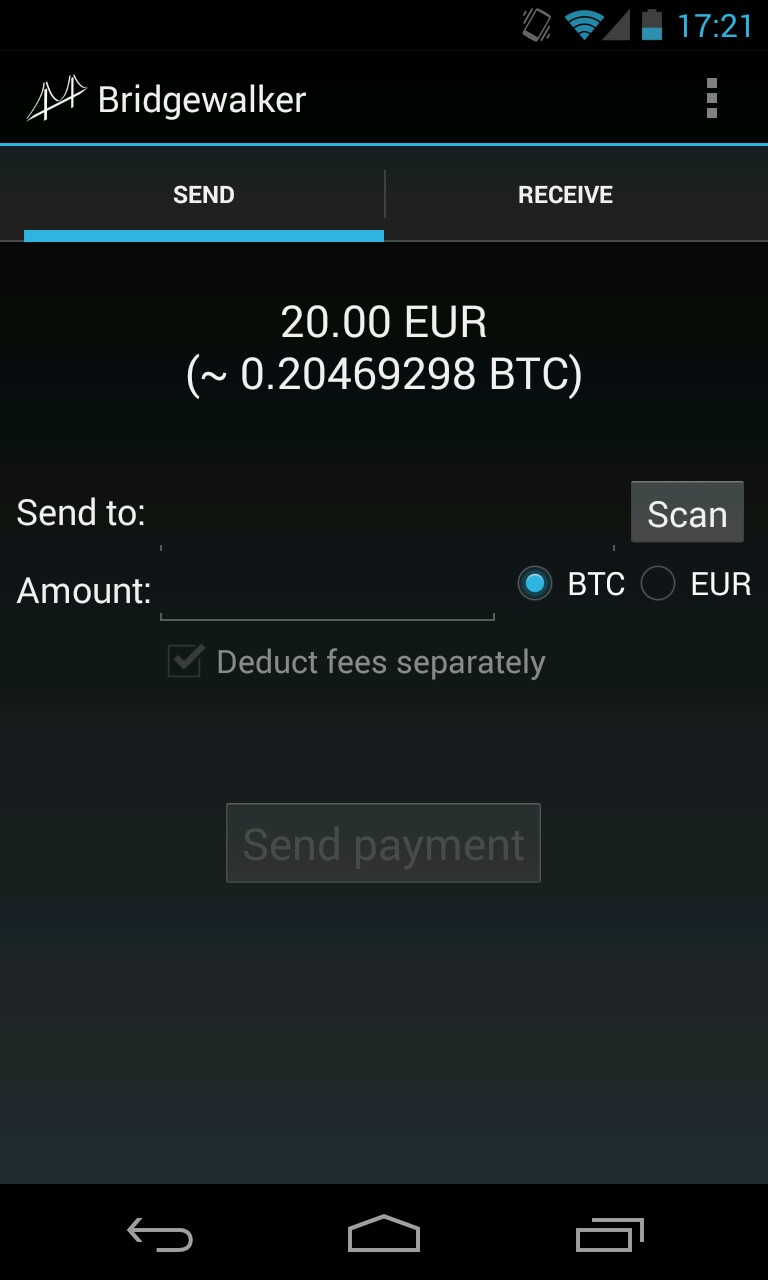 17:21
Bridgewalker
SEND RECEIVE
20.00 EUR
(~ 0.20469298 BTC)
Send to: Scan
Amount: BTC EUR
Deduct fees separately
Send payment